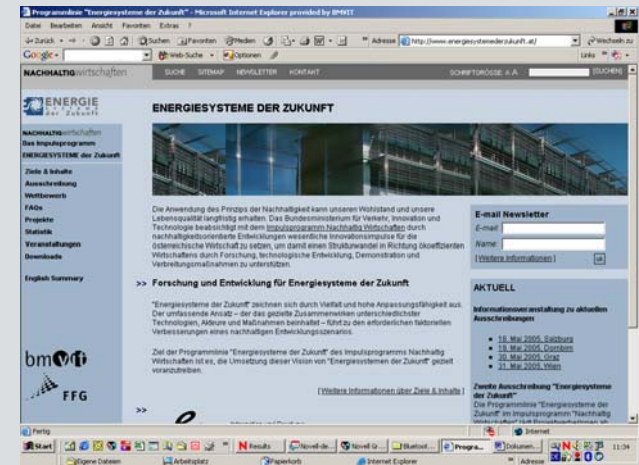 Programmlinie "Energiesysteme der Zukunft" - Microsoft Internet Explorer provided by BMVIT
Datei Bearbeiten Ansicht Favoriten Extras ?
Zurück Suchen Favoriten Medien Adresse http://www.energiesystemederzukunft.at/ Wechseln zu
Google Web-Suche Optionen Links
NACHHALTIGwirtschaften SUCHE SITEMAP NEWSLETTER KONTAKT SCHRIFTGRÖSSE: A A [SUCHEN]
ENERGIE
SYSTEME
der Zukunft
ENERGIESYSTEME DER ZUKUNFT
NACHHALTIGwirtschaften
Das Impulsprogramm
ENERGIESYSTEME der Zukunft
Ziele & Inhalte
Ausschreibung
Wettbewerb
FAQs
Projekte
Statistik
Veranstaltungen
Downloads
English Summary
bmvit
FFG
Die Anwendung des Prinzips der Nachhaltigkeit kann unseren Wohlstand und unsere
Lebensqualität langfristig erhalten. Das Bundesministerium für Verkehr, Innovation und
Technologie beabsichtigt mit dem Impulsprogramm Nachhaltig Wirtschaften durch
nachhaltigkeitsorientierte Entwicklungen wesentliche Innovationsimpulse für die
österreichische Wirtschaft zu setzen, um damit einen Strukturwandel in Richtung ökoeffizienten
Wirtschaftens durch Forschung, technologische Entwicklung, Demonstration und
Verbreitungsmaßnahmen zu unterstützen.
>> Forschung und Entwicklung für Energiesysteme der Zukunft
"Energiesysteme der Zukunft" zeichnen sich durch Vielfalt und hohe Anpassungsfähigkeit aus.
Der umfassende Ansatz – der das gezielte Zusammenwirken unterschiedlichster
Technologien, Akteure und Maßnahmen beinhaltet – führt zu den erforderlichen faktoriellen
Verbesserungen eines nachhaltigen Entwicklungsszenarios.
Ziel der Programmlinie "Energiesysteme der Zukunft" des Impulsprogramms Nachhaltig
Wirtschaften ist es, die Umsetzung dieser Vision von "Energiesystemen der Zukunft" gezielt
voranzutreiben.
[Weitere Informationen über Ziele & Inhalte]
>>
E-mail Newsletter
E-mail:
Name:
[Weitere Informationen] ok
AKTUELL
Informationsveranstaltung zu aktuellen
Ausschreibungen
18. Mai 2005, Salzburg
19. Mai 2005, Dornbirn
30. Mai 2005, Graz
31. Mai 2005, Wien
Zweite Ausschreibung "Energiesysteme
der Zukunft"
Die Programmlinie "Energiesysteme der
Zukunft" im Impulsprogramm "Nachhaltig
Fertig Internet
Start Results Novell-de... Novell Gr... Progra... Dokumen... 11:34
Eigene Dateien Arbeitsplatz Papierkorb Internet Explorer Adresse